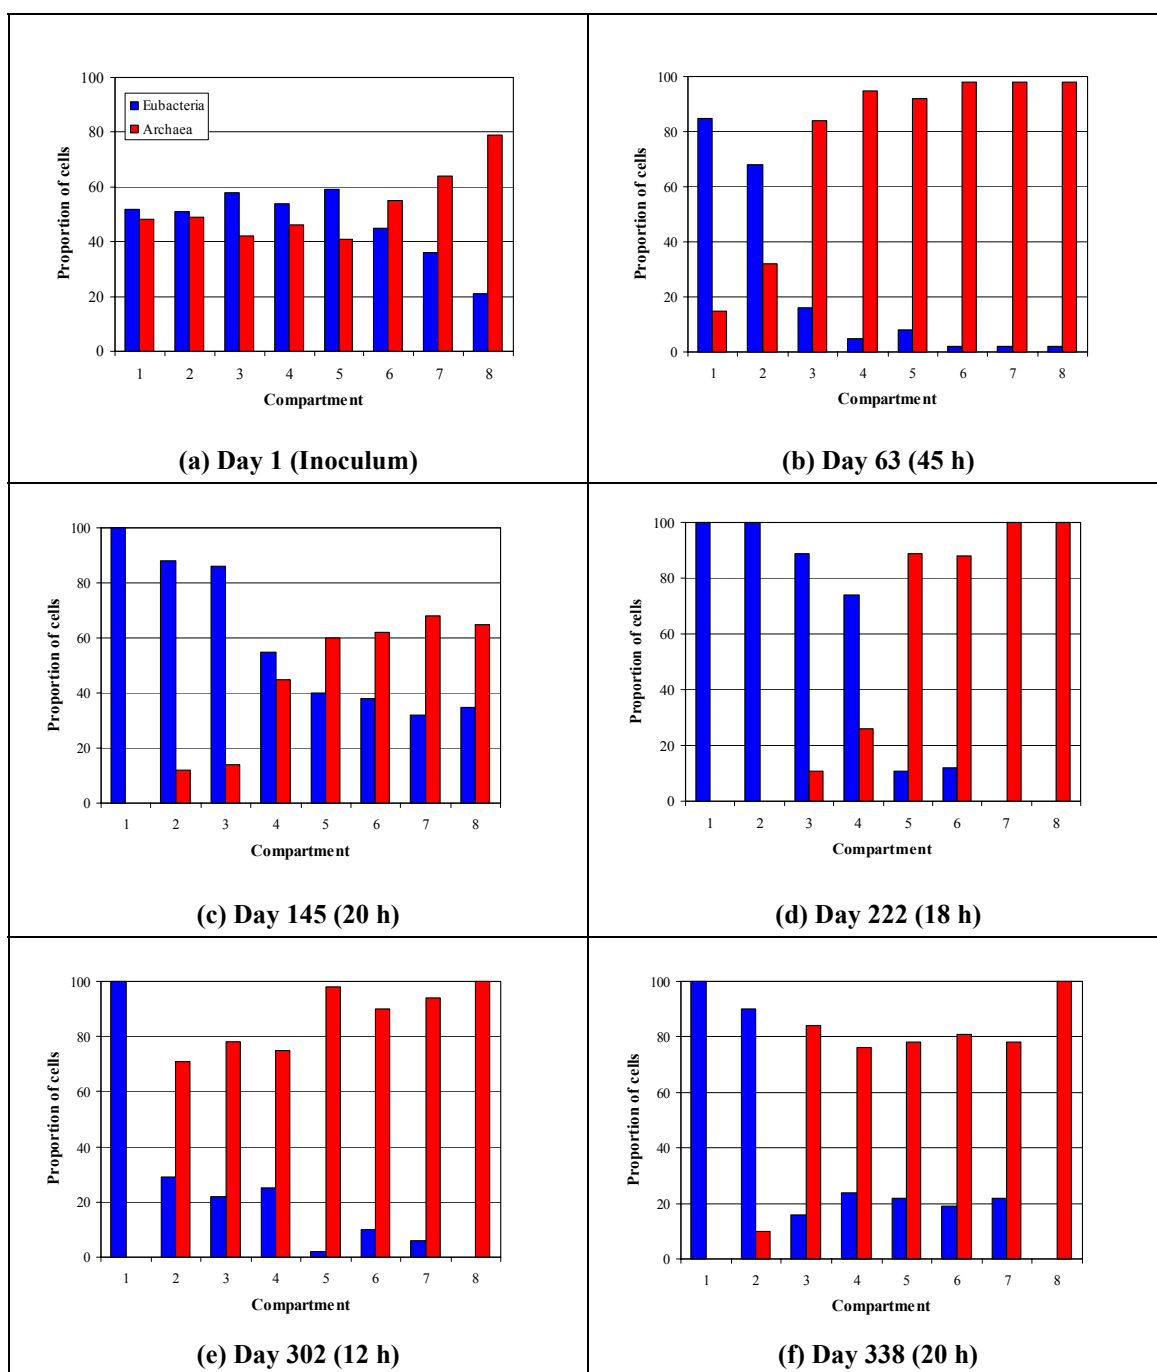 100
80
60
40
20
0
Proportion of cells
Eubacteria
Archaea
1 2 3 4 5 6 7 8
Compartment
(a) Day 1 (Inoculum)
100
80
60
40
20
0
Proportion of cells
1 2 3 4 5 6 7 8
Compartment
(b) Day 63 (45 h)
100
80
60
40
20
0
Proportion of cells
1 2 3 4 5 6 7 8
Compartment
(c) Day 145 (20 h)
100
80
60
40
20
0
Proportion of cells
1 2 3 4 5 6 7 8
Compartment
(d) Day 222 (18 h)
100
80
60
40
20
0
Proportion of cells
1 2 3 4 5 6 7 8
Compartment
(e) Day 302 (12 h)
100
80
60
40
20
0
Proportion of cells
1 2 3 4 5 6 7 8
Compartment
(f) Day 338 (20 h)